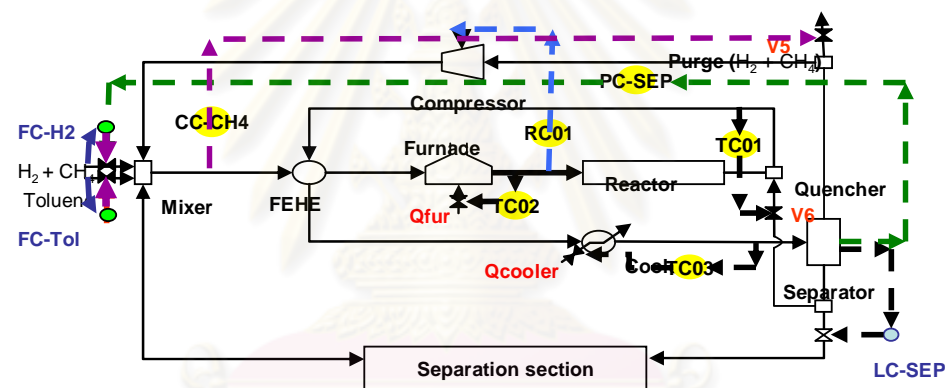 V5
Purge (H2 + CH4)
PC-SEP
Compressor
CC-CH4
FC-H2
RC01
TC01
Furnade
H2 + CH4
Toluen
Mixer
FEHE
TC02
Reactor
Quencher
Qfur
V6
FC-Tol
Qcooler
Cool
TC03
Separator
Separation section
LC-SEP